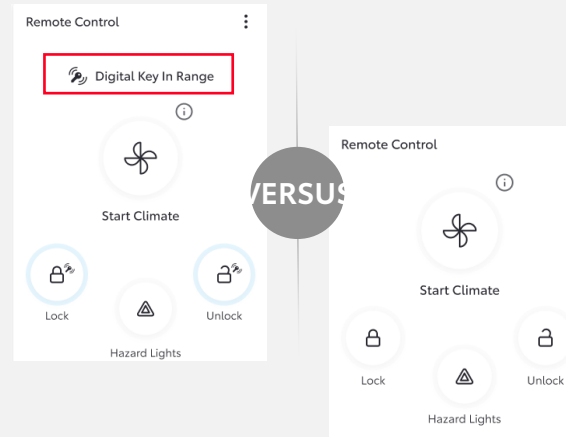 Remote Control
Digital Key In Range
Start Climate
Lock
Unlock
Hazard Lights
VERSUS
Remote Control
Start Climate
Lock
Unlock
Hazard Lights